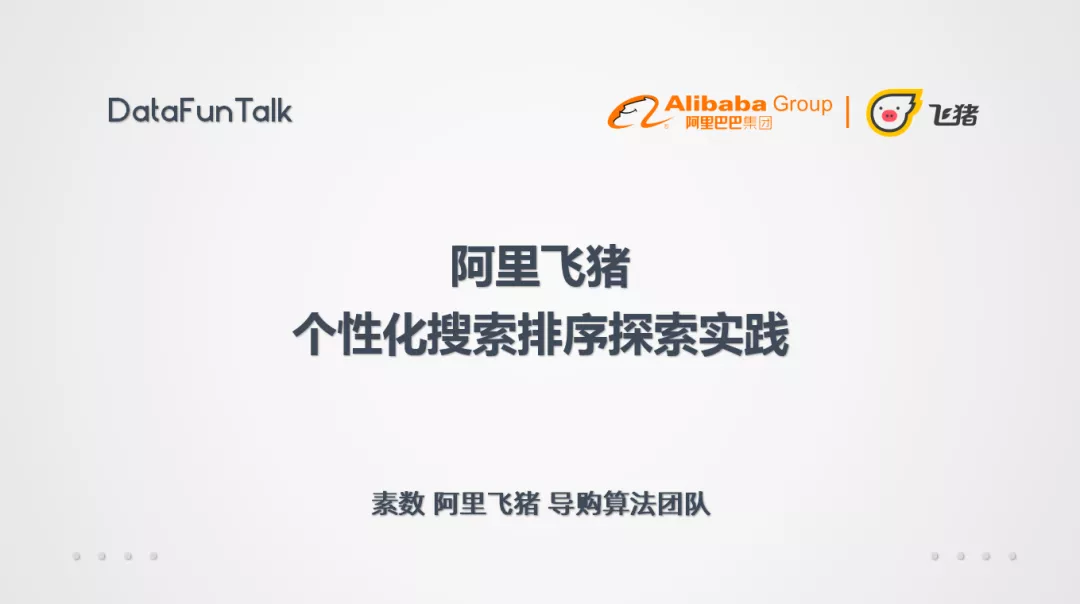 DataFunTalk
Alibaba Group
阿里巴巴集团
飞猪
阿里飞猪
个性化搜索排序探索实践
素数 阿里飞猪 导购算法团队